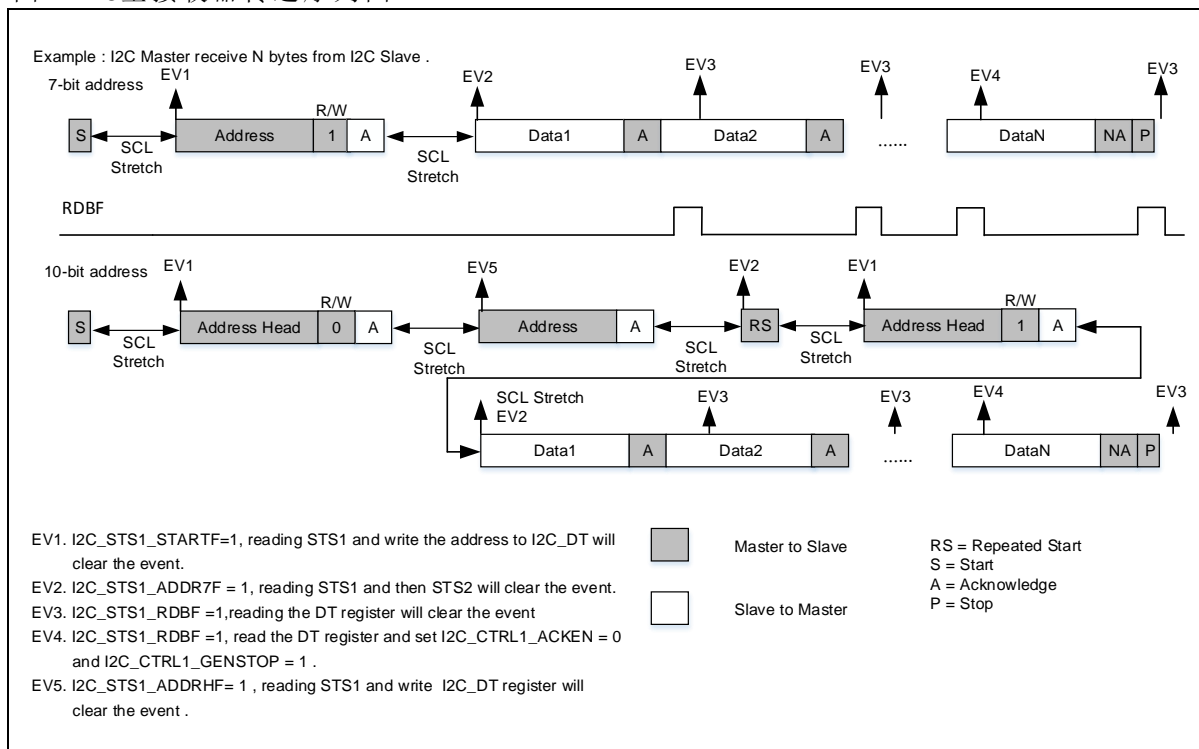 Example : I2C Master receive N bytes from I2C Slave .
7-bit address
EV1
EV2
EV3
EV3
EV4
EV3
R/W
S
Address
1
A
Data1
A
Data2
A
......
DataN
NA
P
SCL
Stretch
SCL
Stretch
RDBF
10-bit address
EV1
EV5
EV2
EV1
R/W
R/W
S
Address Head
0
A
Address
A
RS
Address Head
1
A
SCL
Stretch
SCL
Stretch
SCL
Stretch
SCL
Stretch
SCL Stretch
EV2
EV3
EV3
EV4
EV3
Data1
A
Data2
A
......
DataN
NA
P
EV1. I2C_STS1_STARTF=1, reading STS1 and write the address to I2C_DT will
clear the event.
EV2. I2C_STS1_ADDR7F = 1, reading STS1 and then STS2 will clear the event.
EV3. I2C_STS1_RDBF =1,reading the DT register will clear the event
EV4. I2C_STS1_RDBF =1, read the DT register and set I2C_CTRL1_ACKEN = 0
and I2C_CTRL1_GENSTOP = 1 .
EV5. I2C_STS1_ADDRHF= 1 , reading STS1 and write I2C_DT register will
clear the event .
Master to Slave
Slave to Master
RS = Repeated Start
S = Start
A = Acknowledge
P = Stop